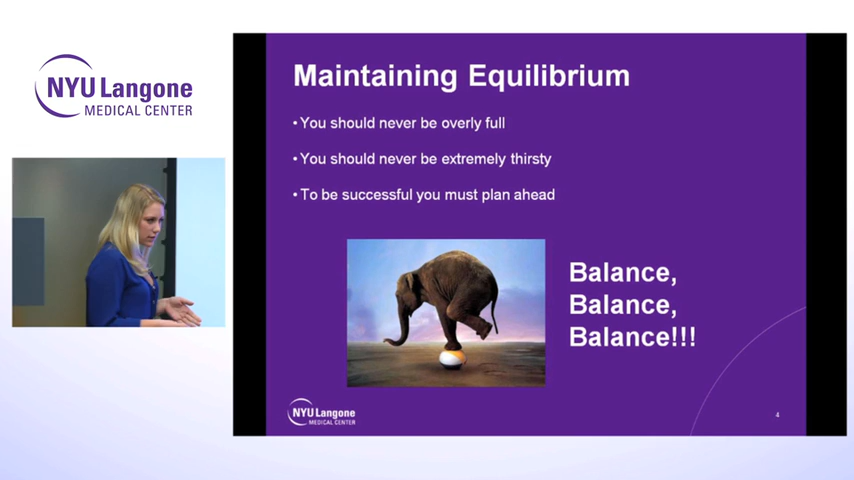 NYU Langone
MEDICAL CENTER
Maintaining Equilibrium
• You should never be overly full
• You should never be extremely thirsty
• To be successful you must plan ahead
Balance,
Balance,
Balance!!!
NYU Langone
MEDICAL CENTER
4